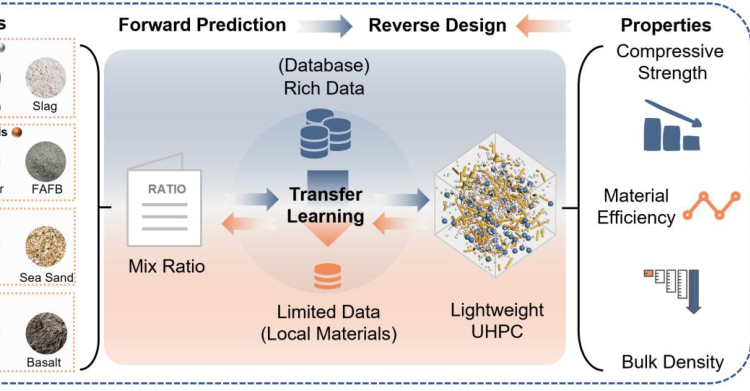 s
Forward Prediction
Reverse Design
Properties
Slag
ls
r
FAFB
Sea Sand
Basalt
(Database)
Rich Data
RATIO
Mix Ratio
Transfer
Learning
Limited Data
(Local Materials)
Lightweight
UHPC
Compressive
Strength
Material
Efficiency
Bulk Density